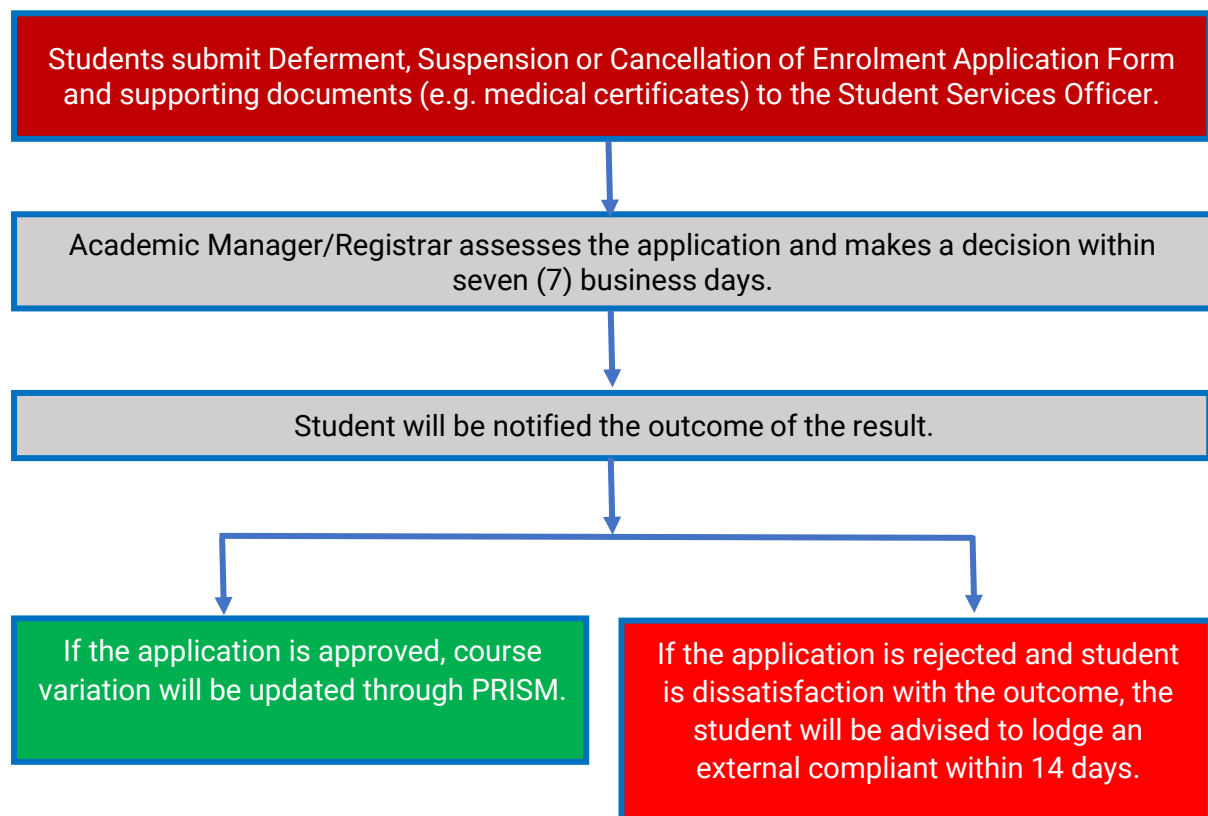 Students submit Deferment, Suspension or Cancellation of Enrolment Application Form
and supporting documents (e.g. medical certificates) to the Student Services Officer.
Academic Manager/Registrar assesses the application and makes a decision within
seven (7) business days.
Student will be notified the outcome of the result.
If the application is approved, course
variation will be updated through PRISM.
If the application is rejected and student
is dissatisfaction with the outcome, the
student will be advised to lodge an
external compliant within 14 days.